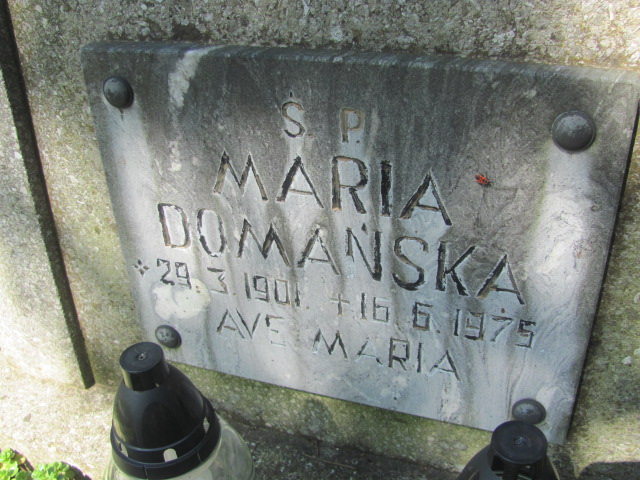 Ś. P.
MARIA
DOMAŃSKA
* 29. 3. 1901. + 16. 6. 1975
AVE MARIA